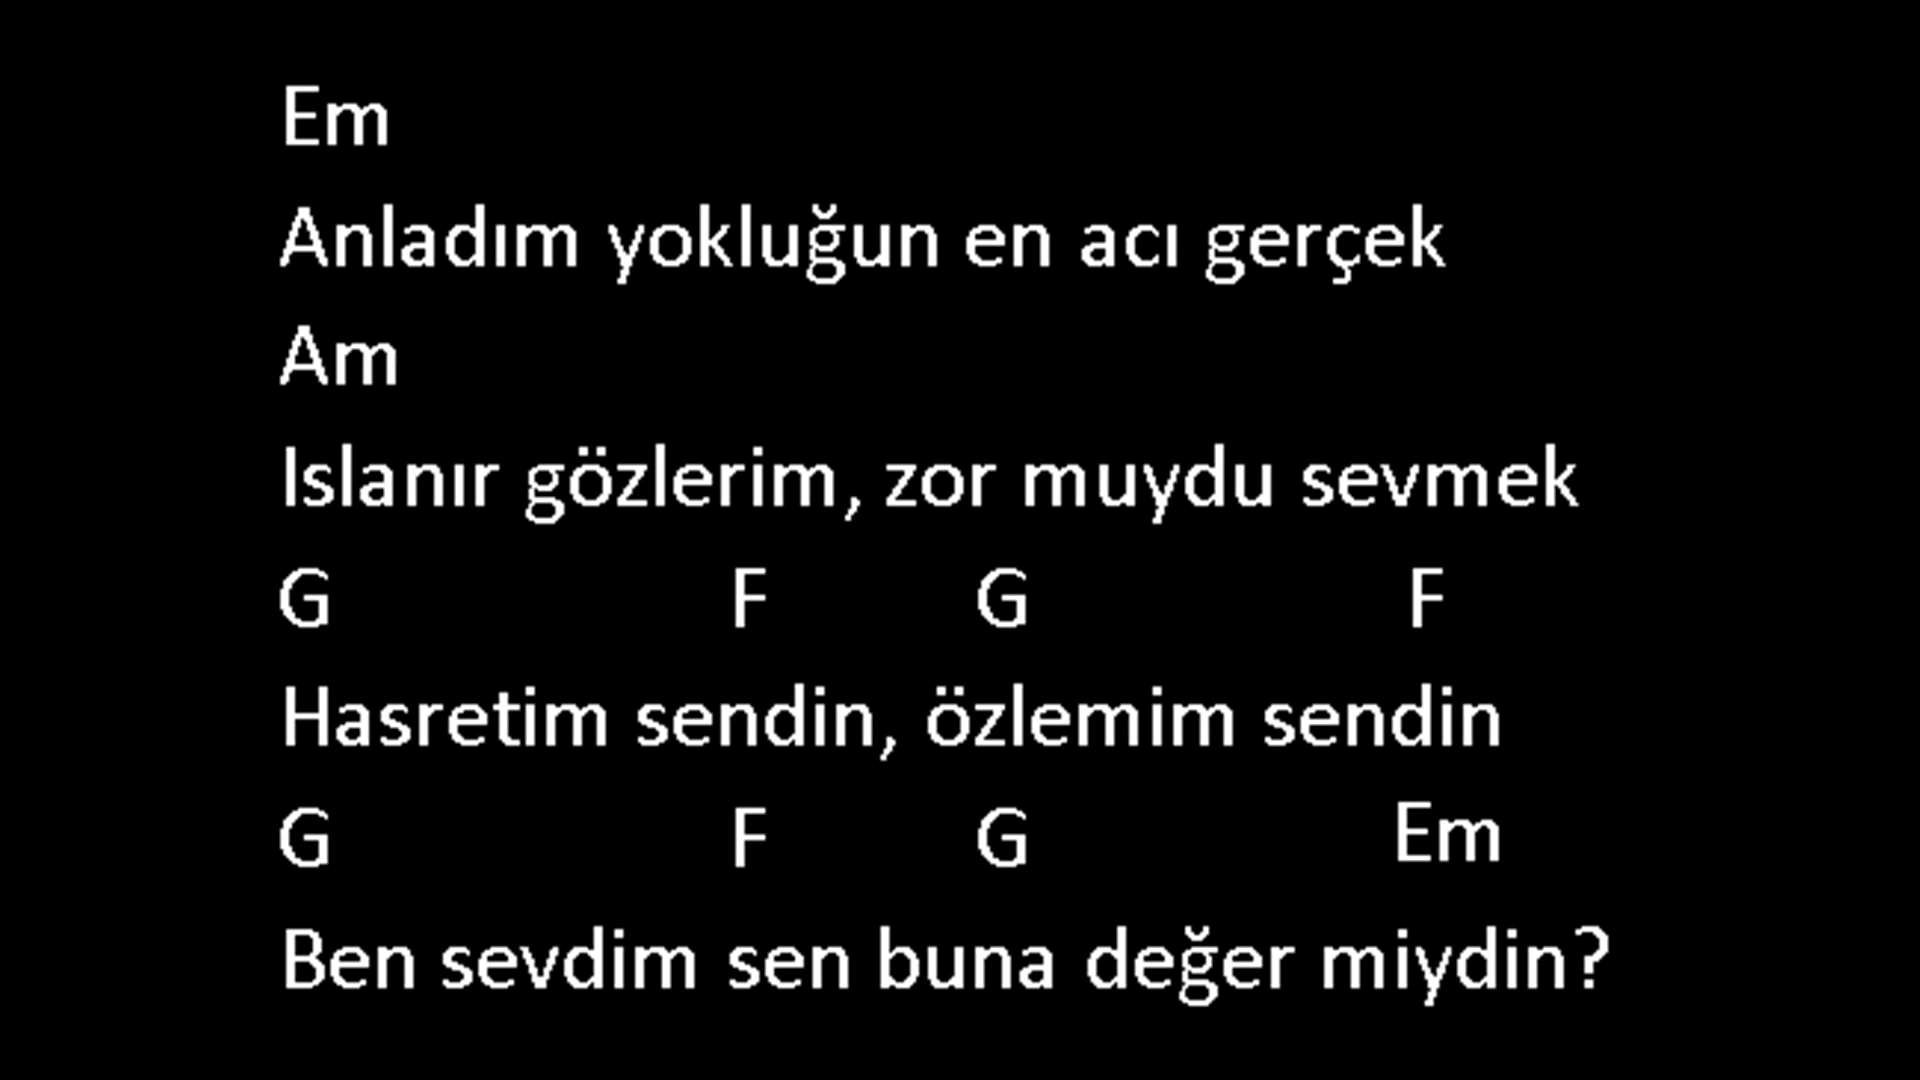 Em
Anladım yokluğun en acı gerçek
Am
Islanır gözlerim, zor muydu sevmek
G F G F
Hasretim sendin, özlemim sendin
G F G Em
Ben sevdim sen buna değer miydin?